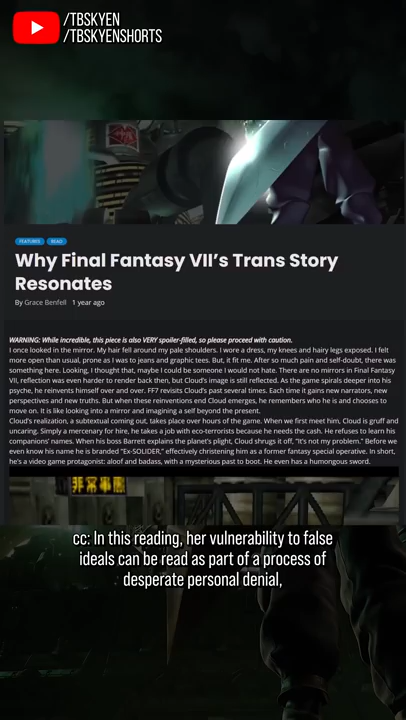 /TBSKYEN
/TBSKYENSHORTS
FEATURES READ
Why Final Fantasy VII's Trans Story
Resonates
By Grace Benfell 1 year ago
WARNING: While incredible, this piece is also VERY spoiler-filled, so please proceed with caution.
I once looked in the mirror. My hair fell around my pale shoulders. I wore a dress, my knees and hairy legs exposed. I felt
more open than usual, prone as I was to jeans and graphic tees. But, it fit me. After so much pain and self-doubt, there was
something here. Looking, I thought that, maybe I could be someone I would not hate. There are no mirrors in Final Fantasy
VII, reflection was even harder to render back then, but Cloud's image is still reflected. As the game spirals deeper into his
psyche, he reinvents himself over and over. FF7 revisits Cloud's past several times. Each time it gains new narrators, new
perspectives and new truths. But when these reinventions end Cloud emerges, he remembers who he is and chooses to
move on. It is like looking into a mirror and imagining a self beyond the present.
Cloud's realization, a subtextual coming out, takes place over hours of the game. When we first meet him, Cloud is gruff and
uncaring. Simply a mercenary for hire, he takes a job with eco-terrorists because he needs the cash. He refuses to learn his
companions' names. When his boss Barrett explains the planet's plight, Cloud shrugs it off, "It's not my problem." Before we
even know his name he is branded "Ex-SOLIDER," effectively christening him as a former fantasy special operative. In short,
he's a video game protagonist: aloof and badass, with a mysterious past to boot. He even has a humongous sword.
非常事態
cc: In this reading, her vulnerability to false
ideals can be read as part of a process of
desperate personal denial,